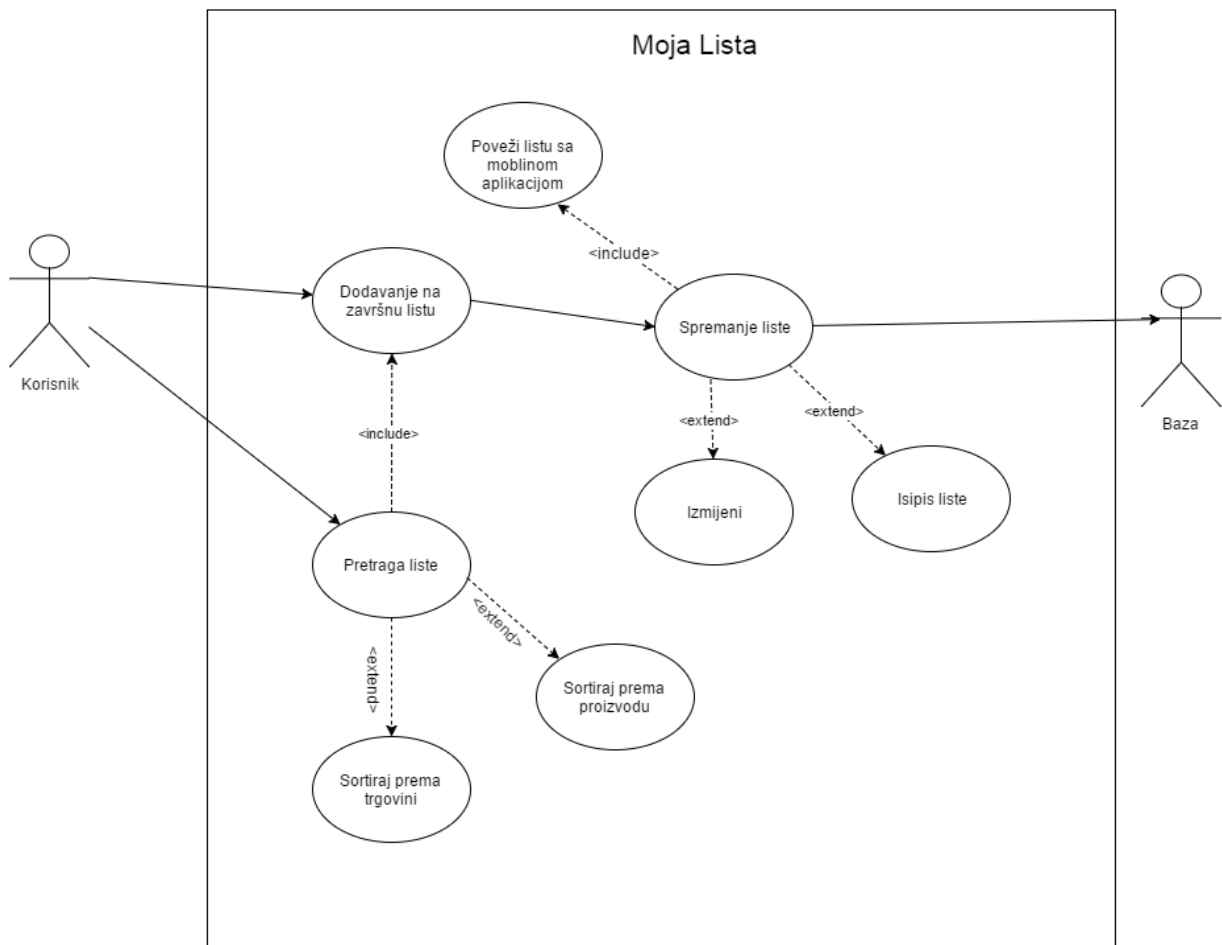 Moja Lista
Poveži listu sa
moblinom
aplikacijom
<include>
Dodavanje na
završnu listu
Spremanje liste
Korisnik
Baza
<include>
<extend>
<extend>
Izmijeni
Isipis liste
Pretraga liste
<extend>
<extend>
Sortiraj prema
proizvodu
Sortiraj prema
trgovini